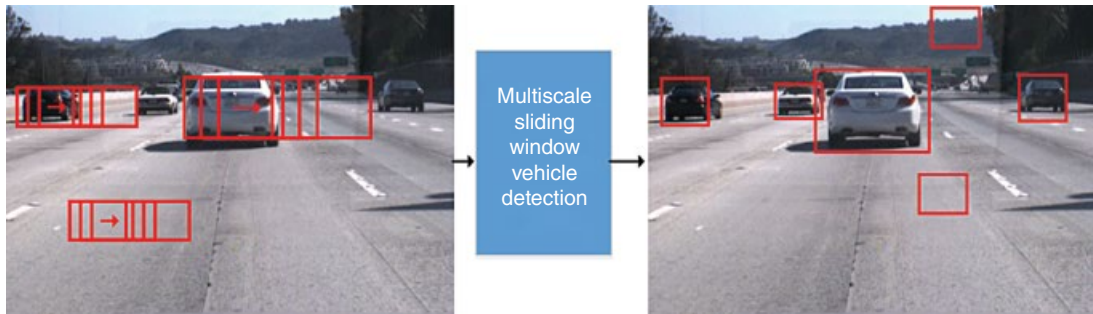 Multiscale
sliding
window
vehicle
detection